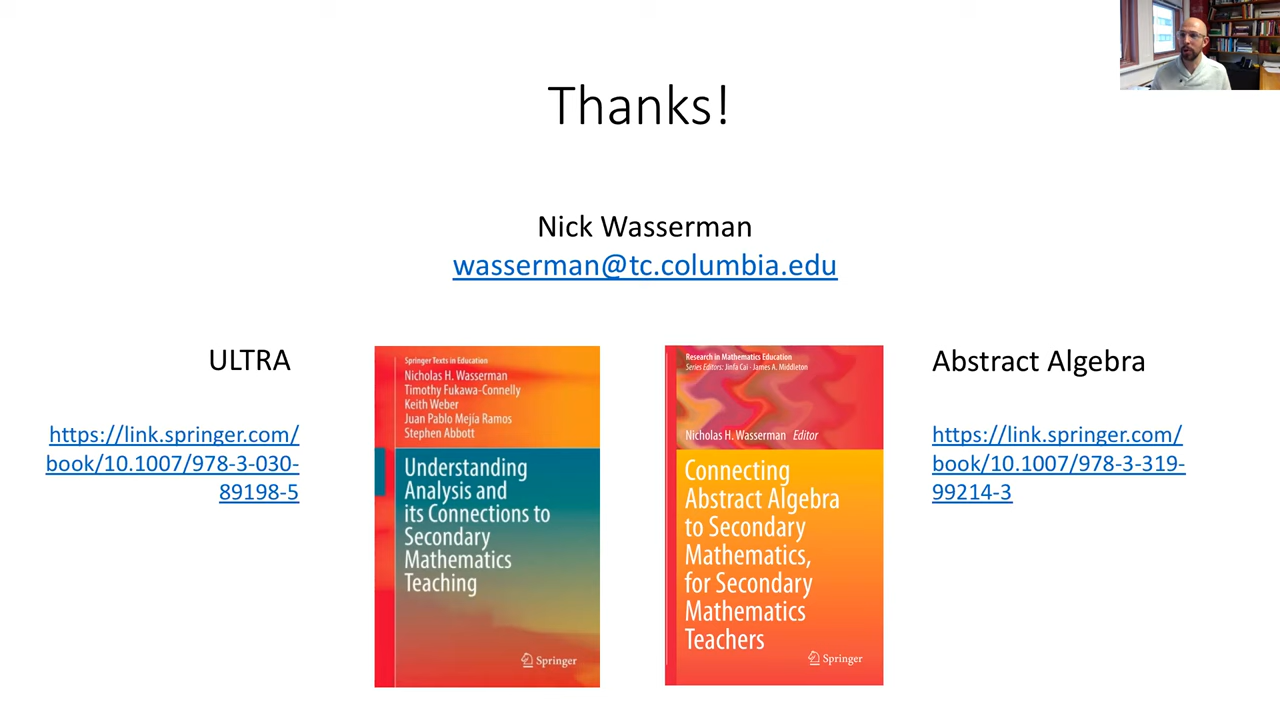 Thanks!
Nick Wasserman
wasserman@tc.columbia.edu
ULTRA
https://link.springer.com/
book/10.1007/978-3-030-
89198-5
Springer Texts in Education
Nicholas H. Wasserman
Timothy Fukawa-Connelly
Keith Weber
Juan Pablo Mejía Ramos
Stephen Abbott
Understanding
Analysis and
its Connections to
Secondary
Mathematics
Teaching
Springer
Research in Mathematics Education
Series Editors: Jinfa Cai · James A. Middleton
Nicholas H. Wasserman Editor
Connecting
Abstract Algebra
to Secondary
Mathematics,
for Secondary
Mathematics
Teachers
Springer
Abstract Algebra
https://link.springer.com/
book/10.1007/978-3-319-
99214-3